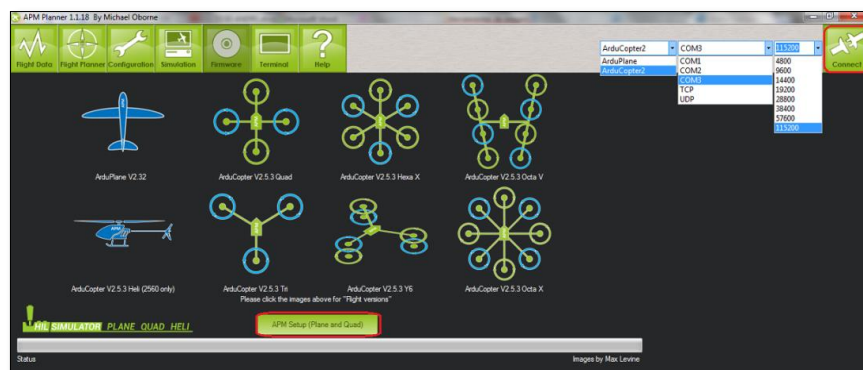 APM Planner 1.1.18 By Michael Oborne
Flight Data Flight Planner Configuration Simulation Firmware Terminal Help
ArduCopter2 COM3 115200
Connect
ArduPlane
ArduCopter2
COM1
COM2
COM3
TCP
UDP
4800
9600
14400
19200
28800
38400
57600
115200
ArduPlane V2.32
ArduCopter V2.5.3 Quad
ArduCopter V2.5.3 Hexa X
ArduCopter V2.5.3 Octa V
ArduCopter V2.5.3 Heli (2560 only)
ArduCopter V2.5.3 Tri
ArduCopter V2.5.3 Y6
ArduCopter V2.5.3 Octa X
Please click the images above for "Flight versions"
HIL SIMULATOR PLANE QUAD HELI
APM Setup (Plane and Quad)
Status
Images by Max Levine